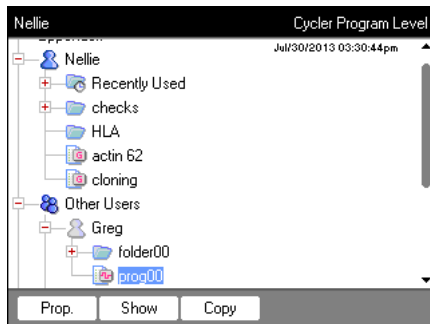 Nellie Cycler Program Level
Jul/30/2013 03:30:44pm
Nellie
Recently Used
checks
HLA
actin 62
cloning
Other Users
Greg
folder00
prog00
Prop. Show Copy